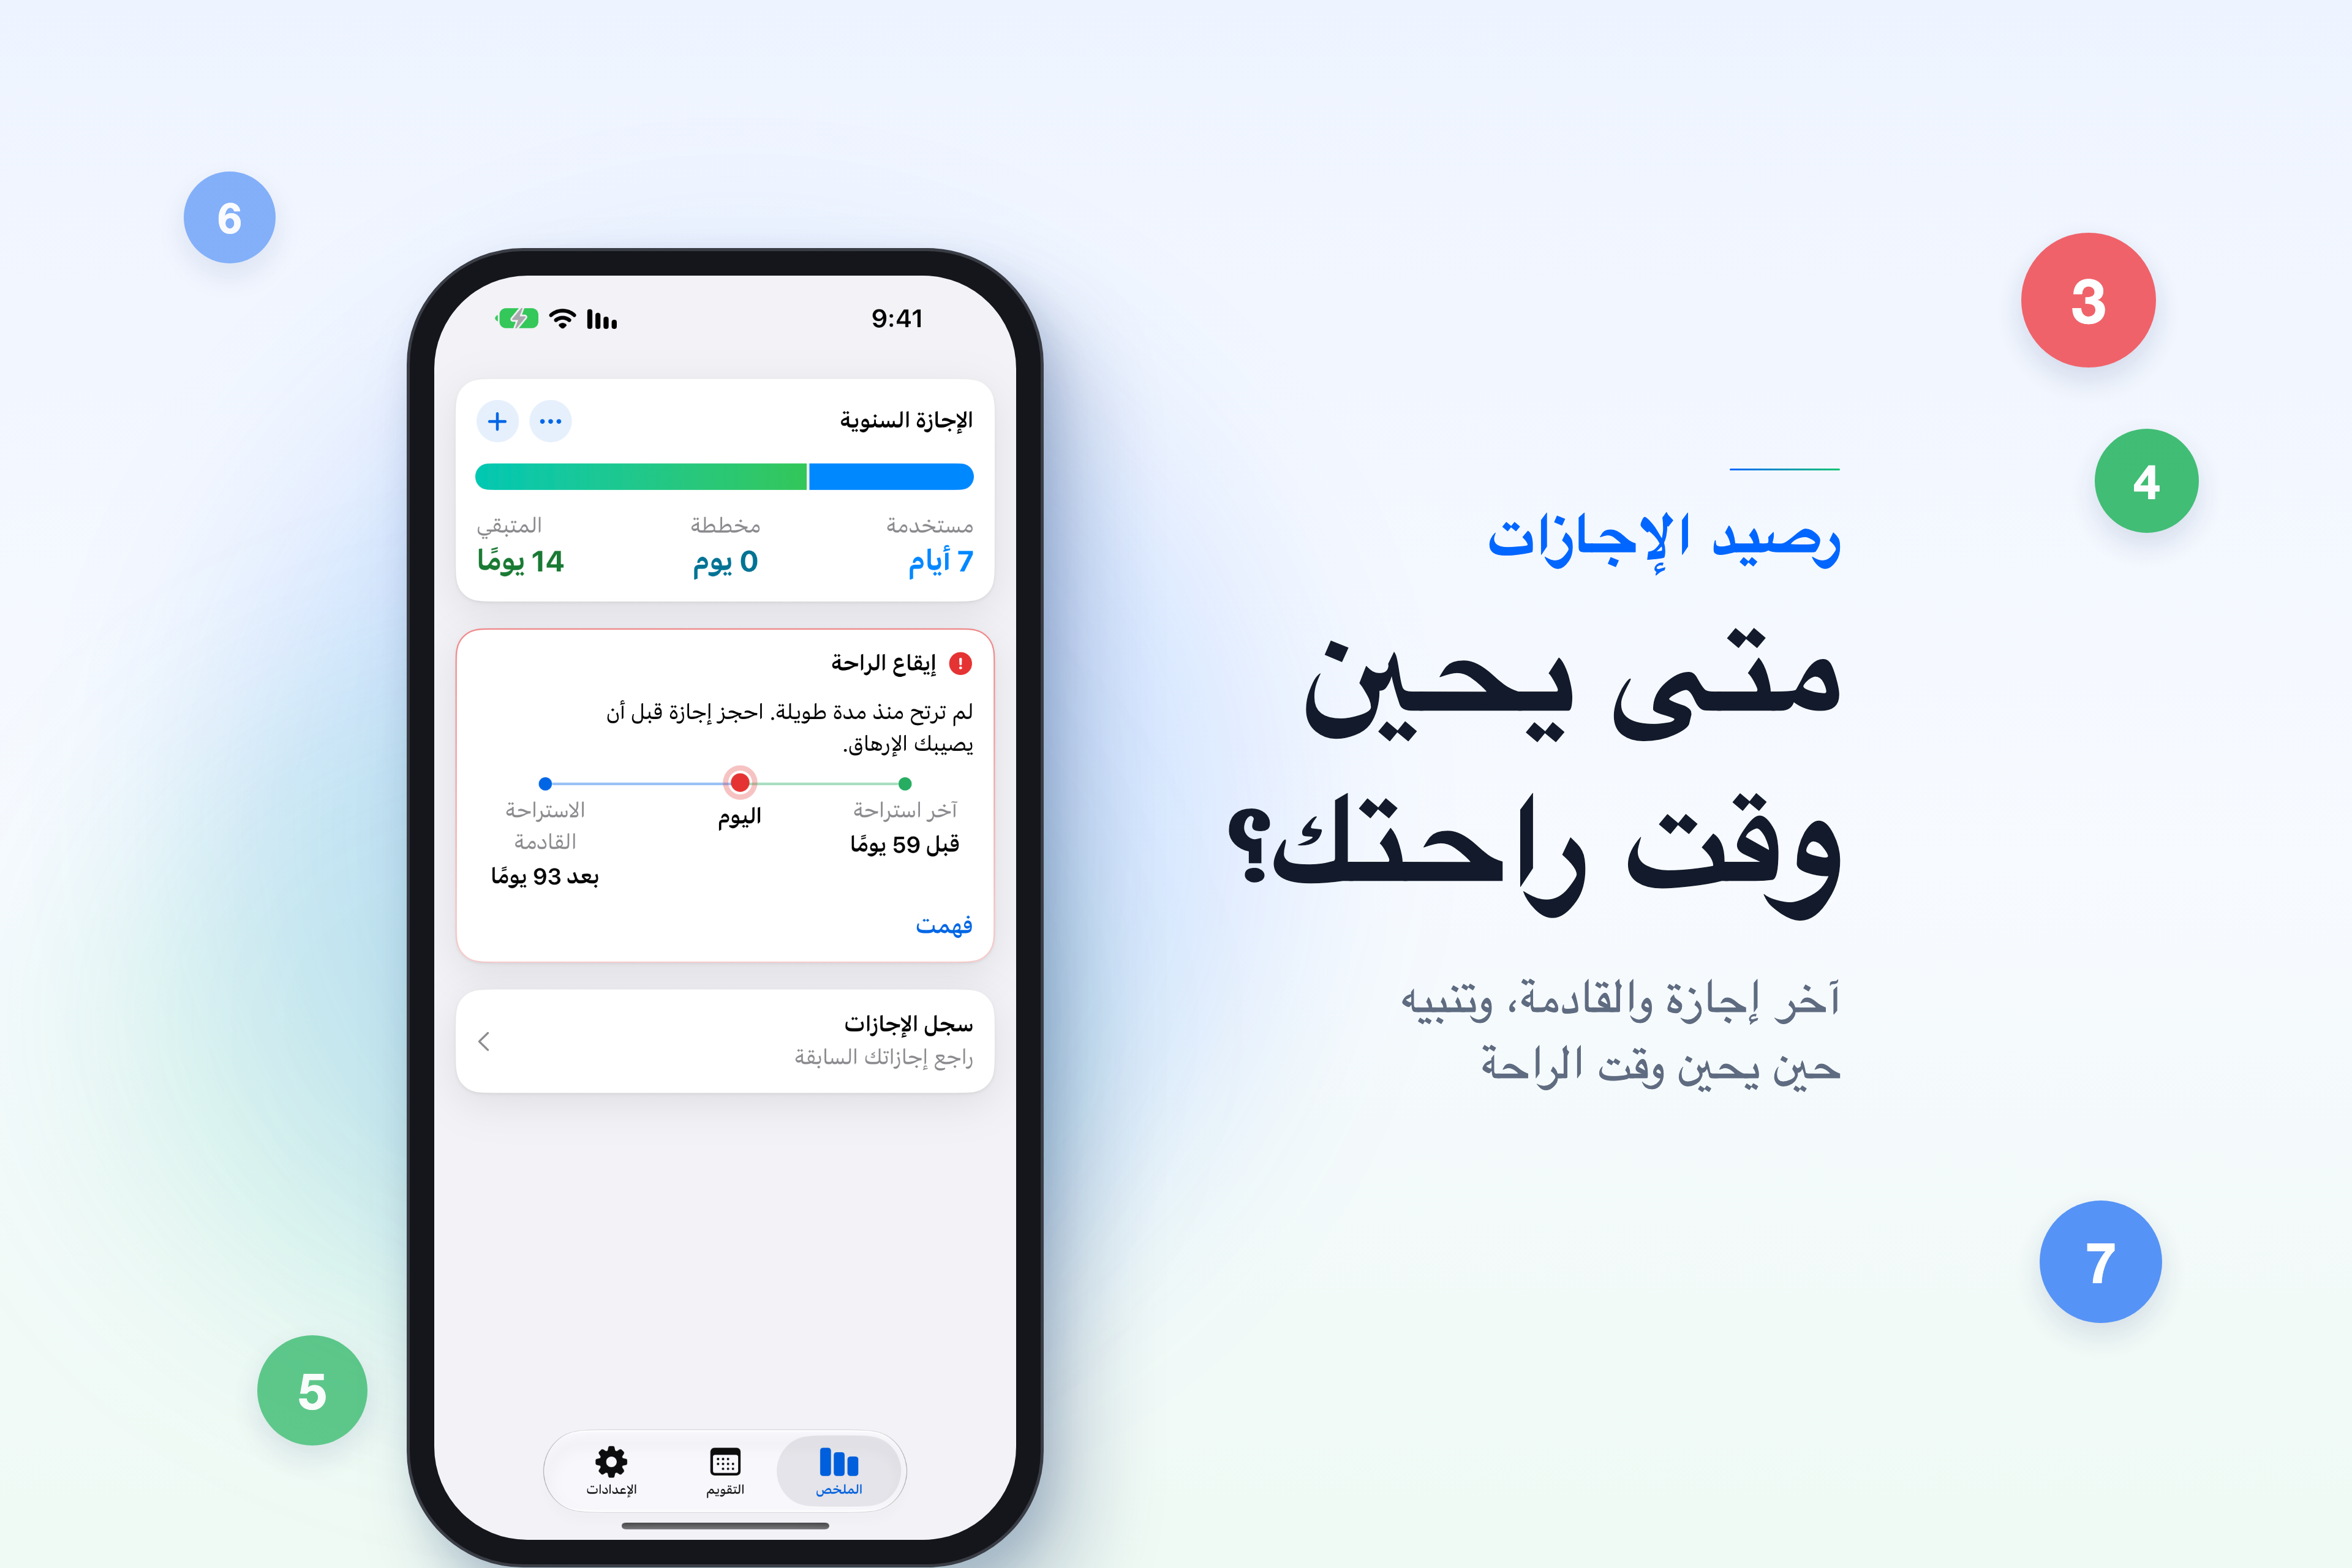 6
3
4
7
5
رصيد الإجازات
متى يحين
وقت راحتك؟
آخر إجازة والقادمة، وتنبيه
حين يحين وقت الراحة
9:41
الإجازة السنوية
مستخدمة
7 أيام
مخططة
0 يوم
المتبقي
14 يومًا
إيقاع الراحة
لم ترتح منذ مدة طويلة. احجز إجازة قبل أن
يصيبك الإرهاق.
آخر استراحة
قبل 59 يومًا
اليوم
الاستراحة
القادمة
بعد 93 يومًا
فهمت
سجل الإجازات
راجع إجازاتك السابقة
الملخص
التقويم
الإعدادات